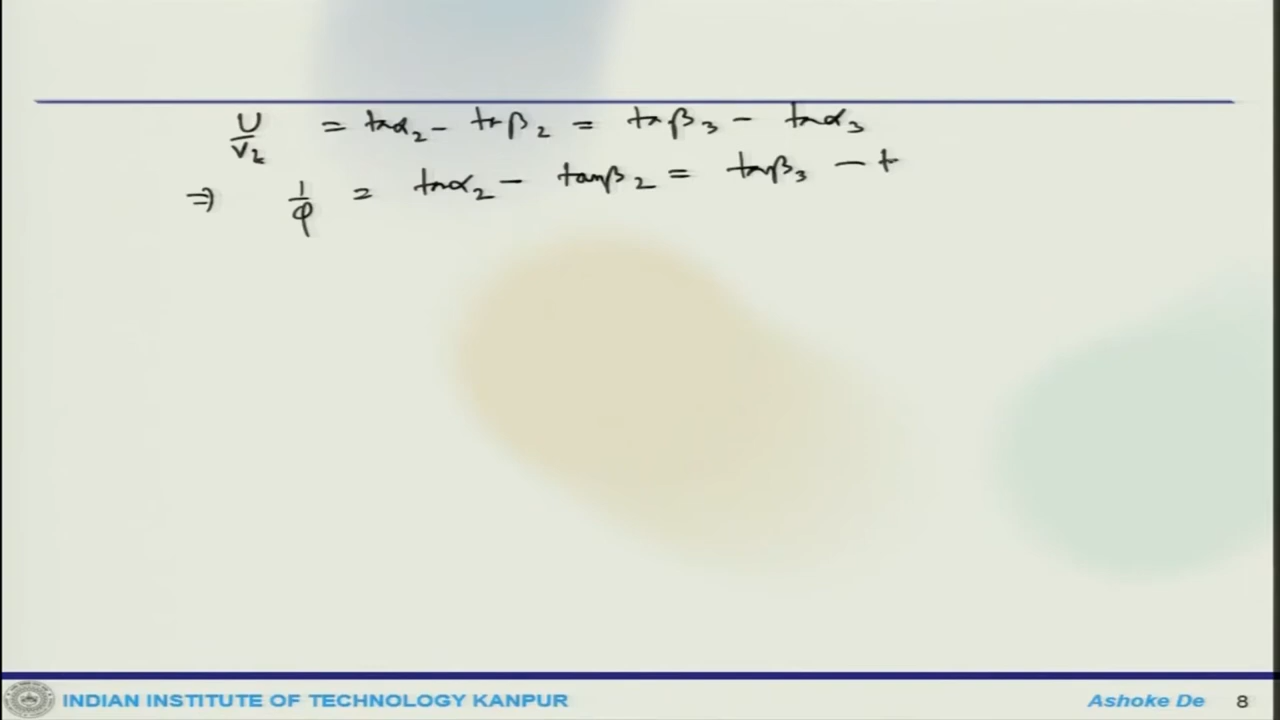 U/V₂ = tanα₂ - tanβ₂ = tanβ₃ - tanα₃
⇒ 1/φ = tanα₂ - tanβ₂ = tanβ₃ - t
INDIAN INSTITUTE OF TECHNOLOGY KANPUR
Ashoke De 8